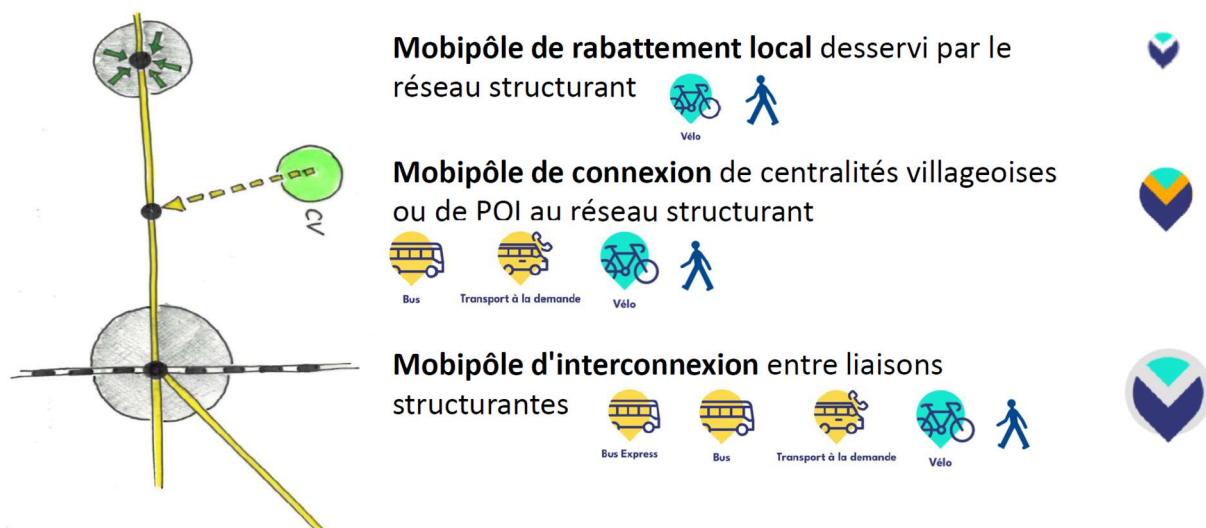 Mobipôle de rabattement local desservi par le
réseau structurant
Vélo
CV
Mobipôle de connexion de centralités villageoises
ou de POI au réseau structurant
Bus
Transport à la demande
Vélo
Mobipôle d'interconnexion entre liaisons
structurantes
Bus Express
Bus
Transport à la demande
Vélo